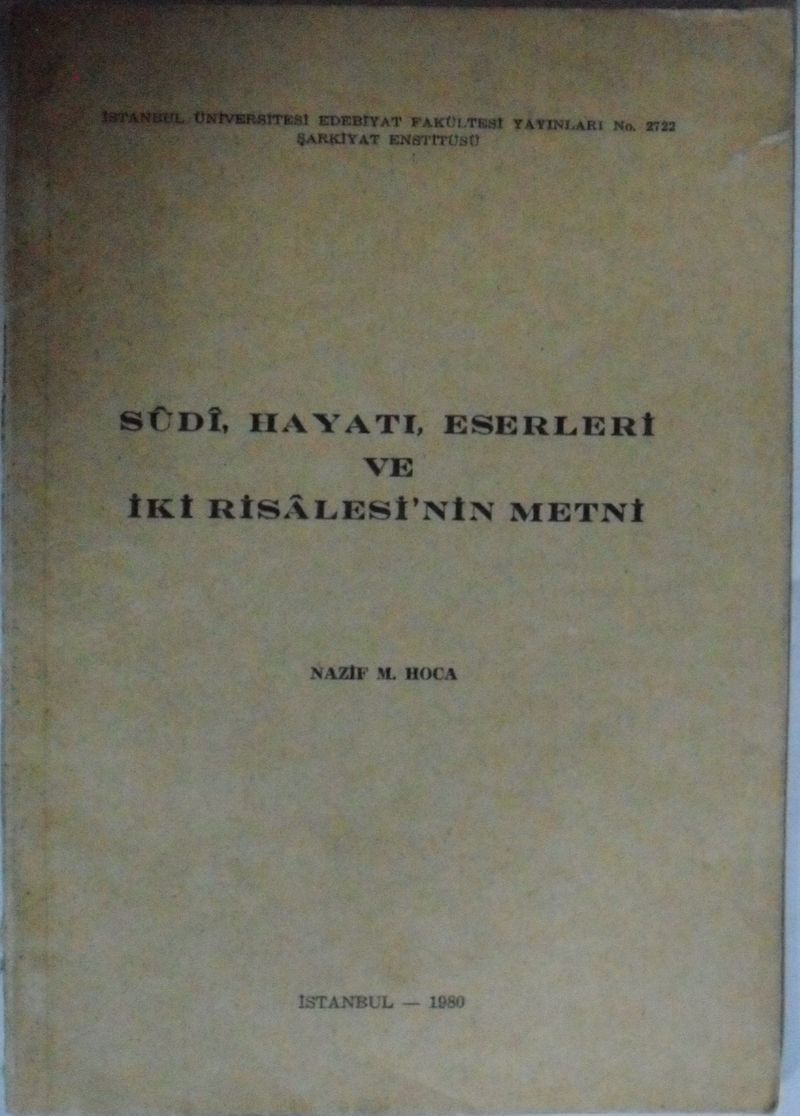 İSTANBUL ÜNİVERSİTESİ EDEBİYAT FAKÜLTESİ YAYINLARI No. 2722
ŞARKİYAT ENSTİTÜSÜ
SÛDÎ, HAYATI, ESERLERİ
VE
İKİ RİSÂLESİ'NİN METNİ
NAZİF M. HOCA
İSTANBUL — 1980